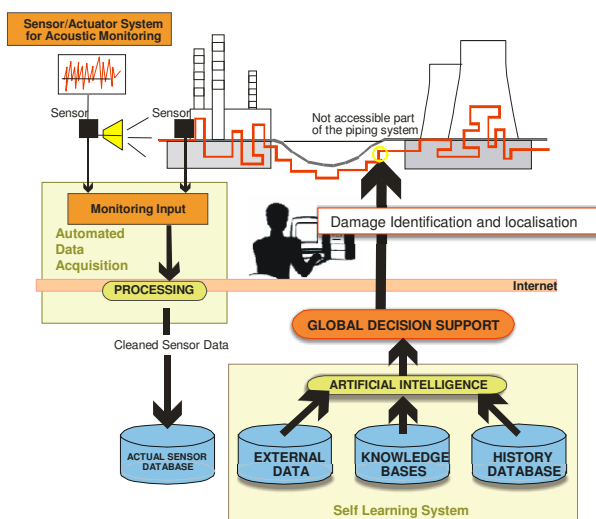 Sensor/Actuator System
for Acoustic Monitoring
Sensor
Sensor
Not accessible part
of the piping system
Monitoring Input
Damage Identification and localisation
Automated
Data
Acquisition
PROCESSING
Internet
GLOBAL DECISION SUPPORT
Cleaned Sensor Data
ARTIFICIAL INTELLIGENCE
ACTUAL SENSOR
DATABASE
EXTERNAL
DATA
KNOWLEDGE
BASES
HISTORY
DATABASE
Self Learning System